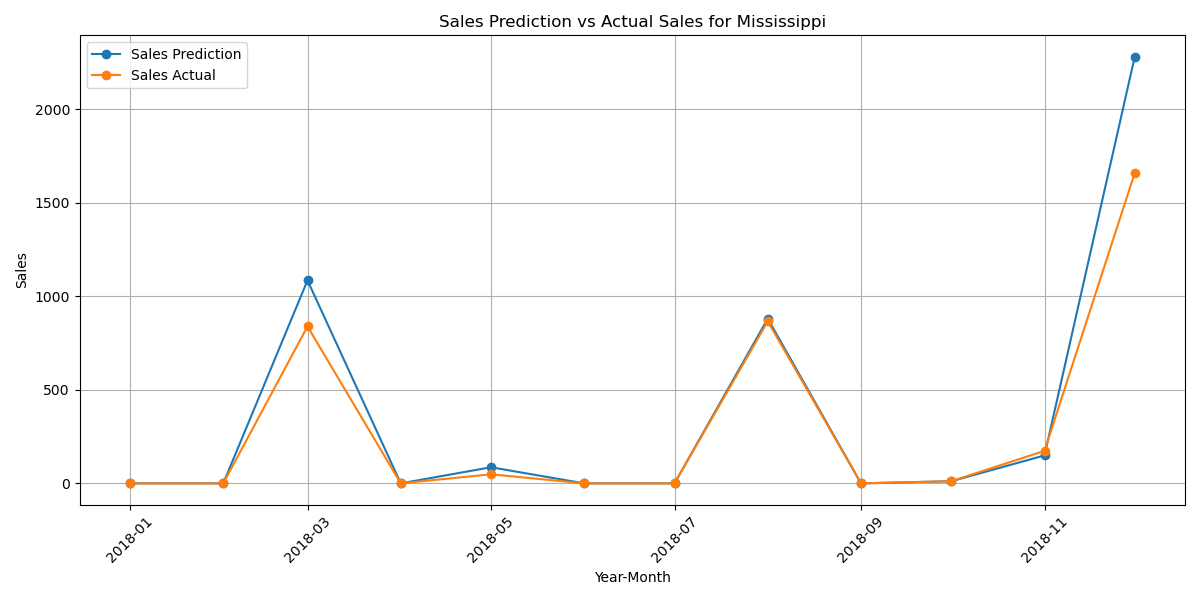 Sales Prediction vs Actual Sales for Mississippi
Sales Prediction
Sales Actual
Sales
2000
1500
1000
500
0
2018-01
2018-03
2018-05
2018-07
2018-09
2018-11
Year-Month